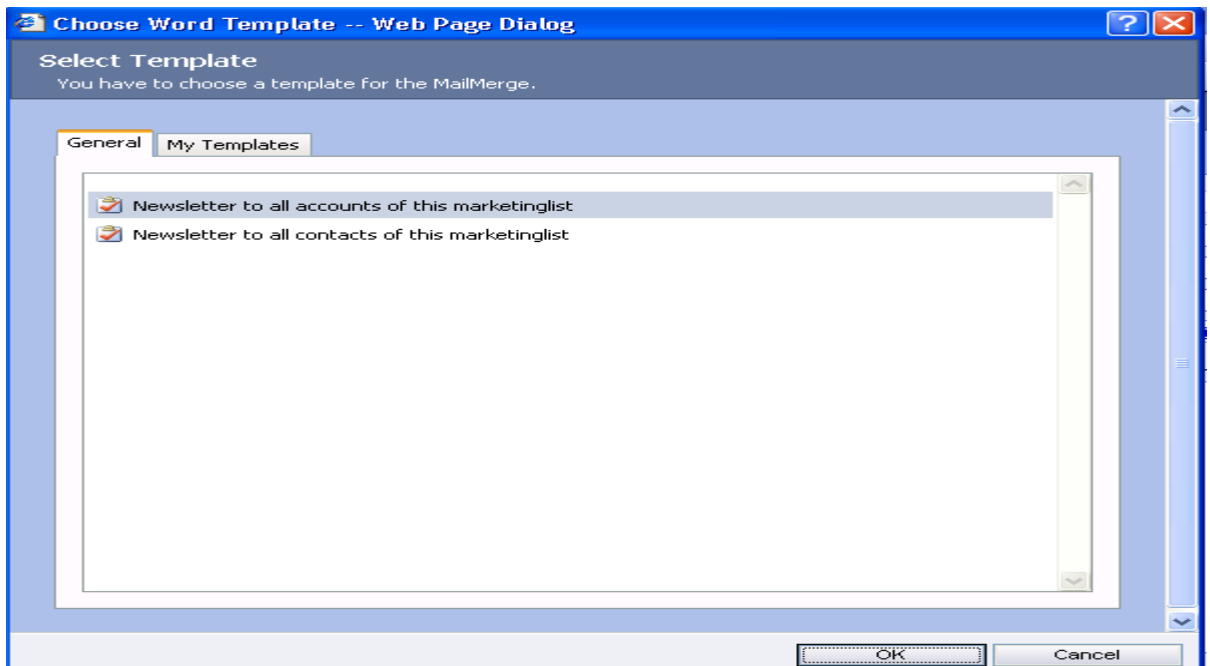 Choose Word Template -- Web Page Dialog
Select Template
You have to choose a template for the MailMerge.
General My Templates
Newsletter to all accounts of this marketinglist
Newsletter to all contacts of this marketinglist
OK Cancel